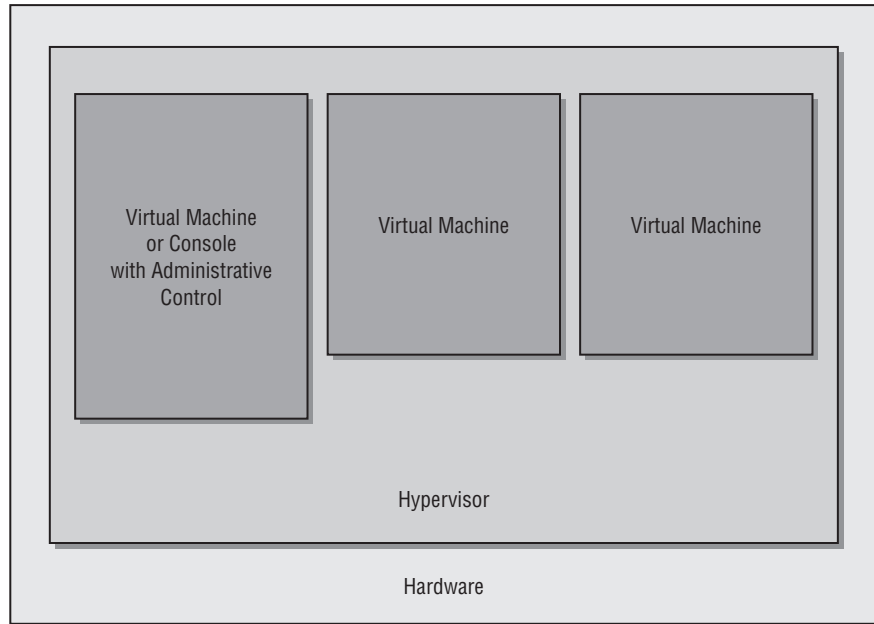 Virtual Machine
or Console
with Administrative
Control
Virtual Machine
Virtual Machine
Hypervisor
Hardware